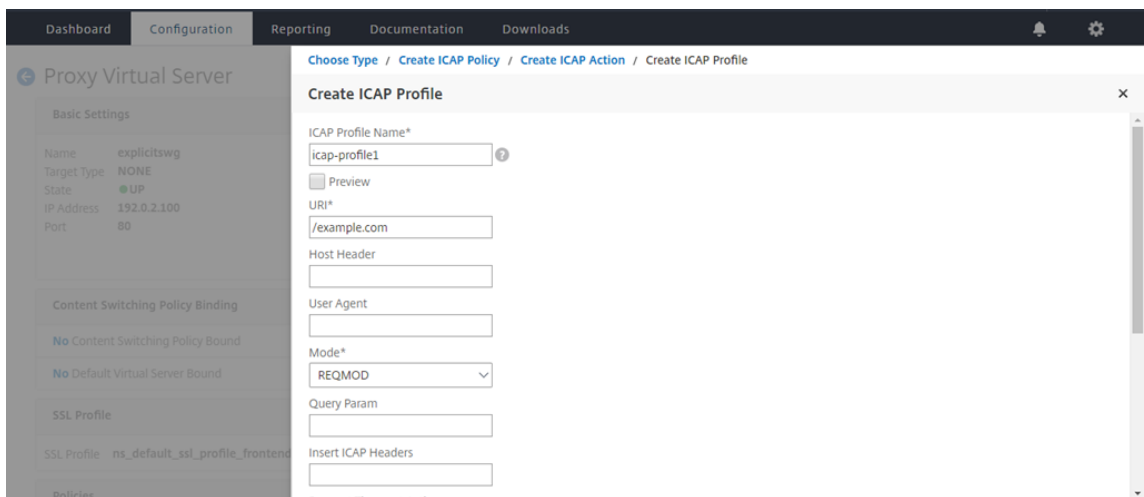 Dashboard Configuration Reporting Documentation Downloads
Proxy Virtual Server
Basic Settings
Name explicitswg
Target Type NONE
State UP
IP Address 192.0.2.100
Port 80
Content Switching Policy Binding
No Content Switching Policy Bound
No Default Virtual Server Bound
SSL Profile
SSL Profile ns_default_ssl_profile_frontend
Policies
Choose Type / Create ICAP Policy / Create ICAP Action / Create ICAP Profile
Create ICAP Profile ×
ICAP Profile Name*
icap-profile1 ?
Preview
URI*
/example.com
Host Header
User Agent
Mode*
REQMOD
Query Param
Insert ICAP Headers